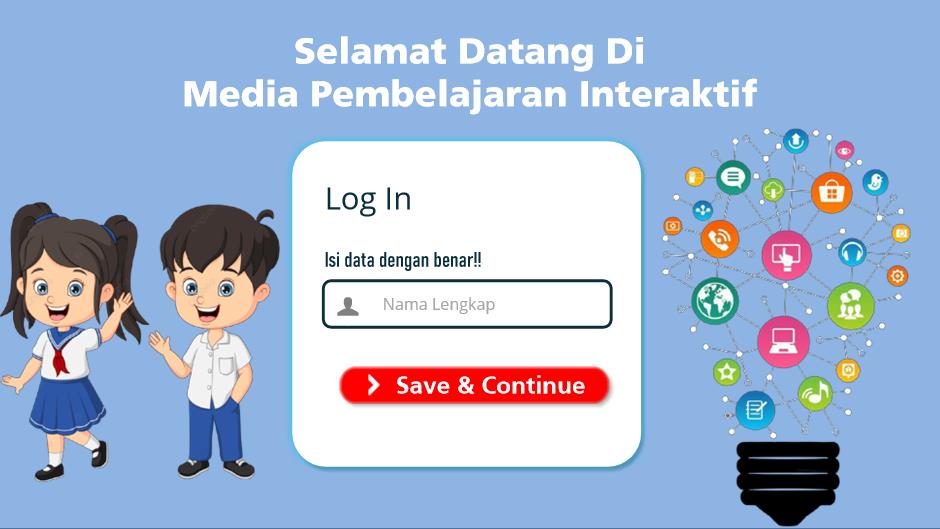 Selamat Datang Di
Media Pembelajaran Interaktif
Log In
Isi data dengan benar!!
Nama Lengkap
Save & Continue